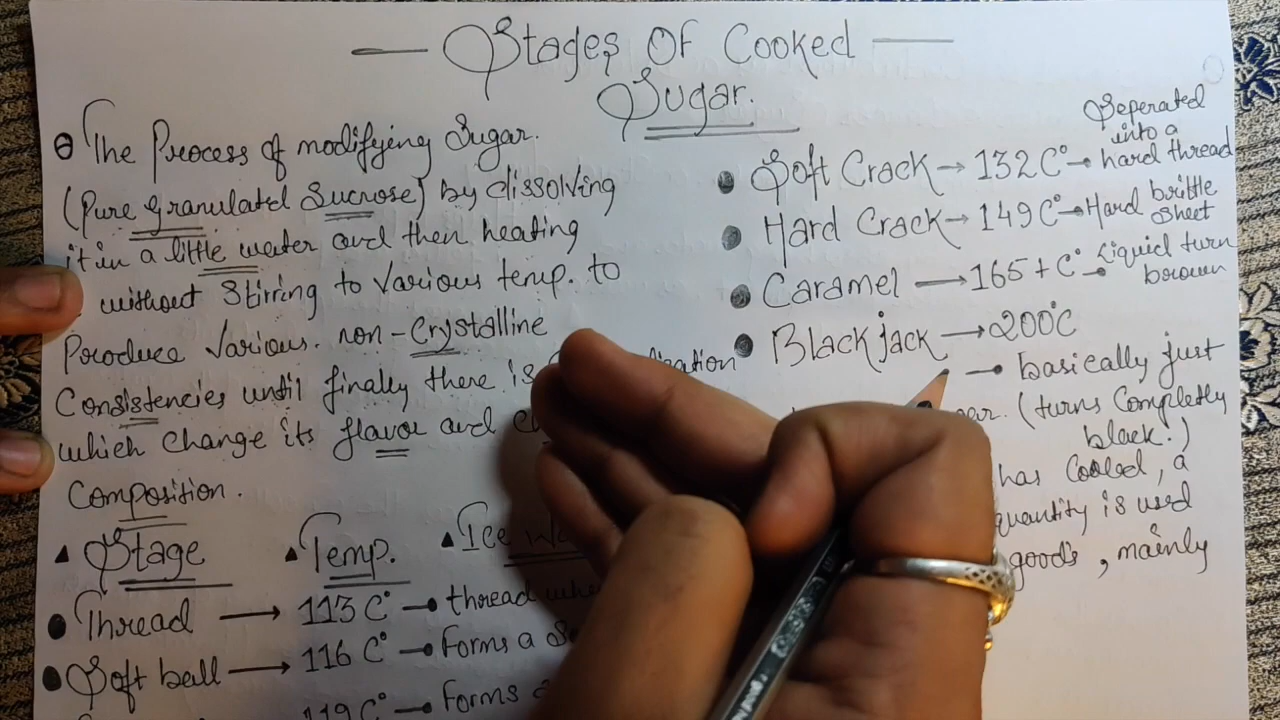 Stages Of Cooked
Sugar.
The Process of modifying Sugar.
(Pure granulated Sucrose) by dissolving
it in a little water and then heating
without Stirring to Various temp. to
Produce Various. non-Crystalline
Consistencies until finally there is
which change its flavor and
Composition.
Stage Temp. Ice
Thread → 113 C° → thread
Soft ball → 116 C° → Forms a
119 C° → Forms
Seperated
into a
Soft Crack → 132 C° → hard thread
Hard Crack → 149 C° → Hard brittle
Sheet
Caramel → 165 + C° → Liquid turn
brown
Black jack → 200°C
→ basically just
(turns Completly
black.)
has Cooled, a
quantity is used
goods, mainly